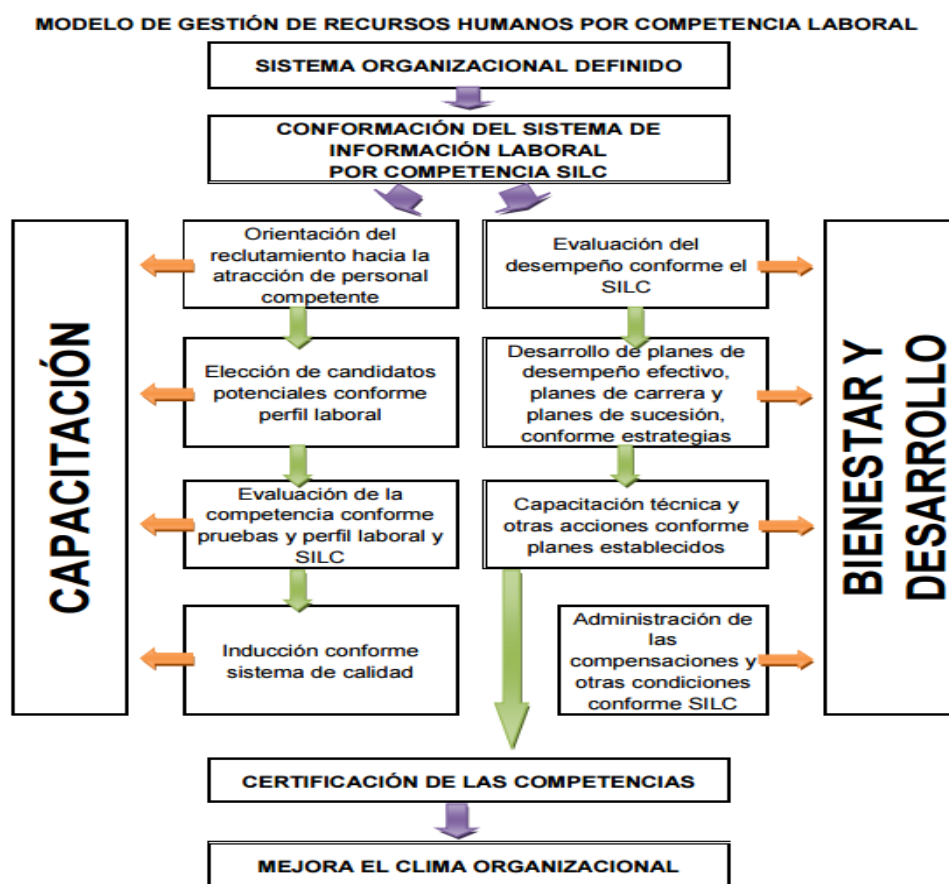 MODELO DE GESTIÓN DE RECURSOS HUMANOS POR COMPETENCIA LABORAL
SISTEMA ORGANIZACIONAL DEFINIDO
CONFORMACIÓN DEL SISTEMA DE
INFORMACIÓN LABORAL
POR COMPETENCIA SILC
CAPACITACIÓN
Orientación del
reclutamiento hacia la
atracción de personal
competente
Elección de candidatos
potenciales conforme
perfil laboral
Evaluación de la
competencia conforme
pruebas y perfil laboral y
SILC
Inducción conforme
sistema de calidad
Evaluación del
desempeño conforme el
SILC
Desarrollo de planes de
desempeño efectivo,
planes de carrera y
planes de sucesión,
conforme estrategias
Capacitación técnica y
otras acciones conforme
planes establecidos
Administración de
las
compensaciones y
otras condiciones
conforme SILC
BIENESTAR Y
DESARROLLO
CERTIFICACIÓN DE LAS COMPETENCIAS
MEJORA EL CLIMA ORGANIZACIONAL